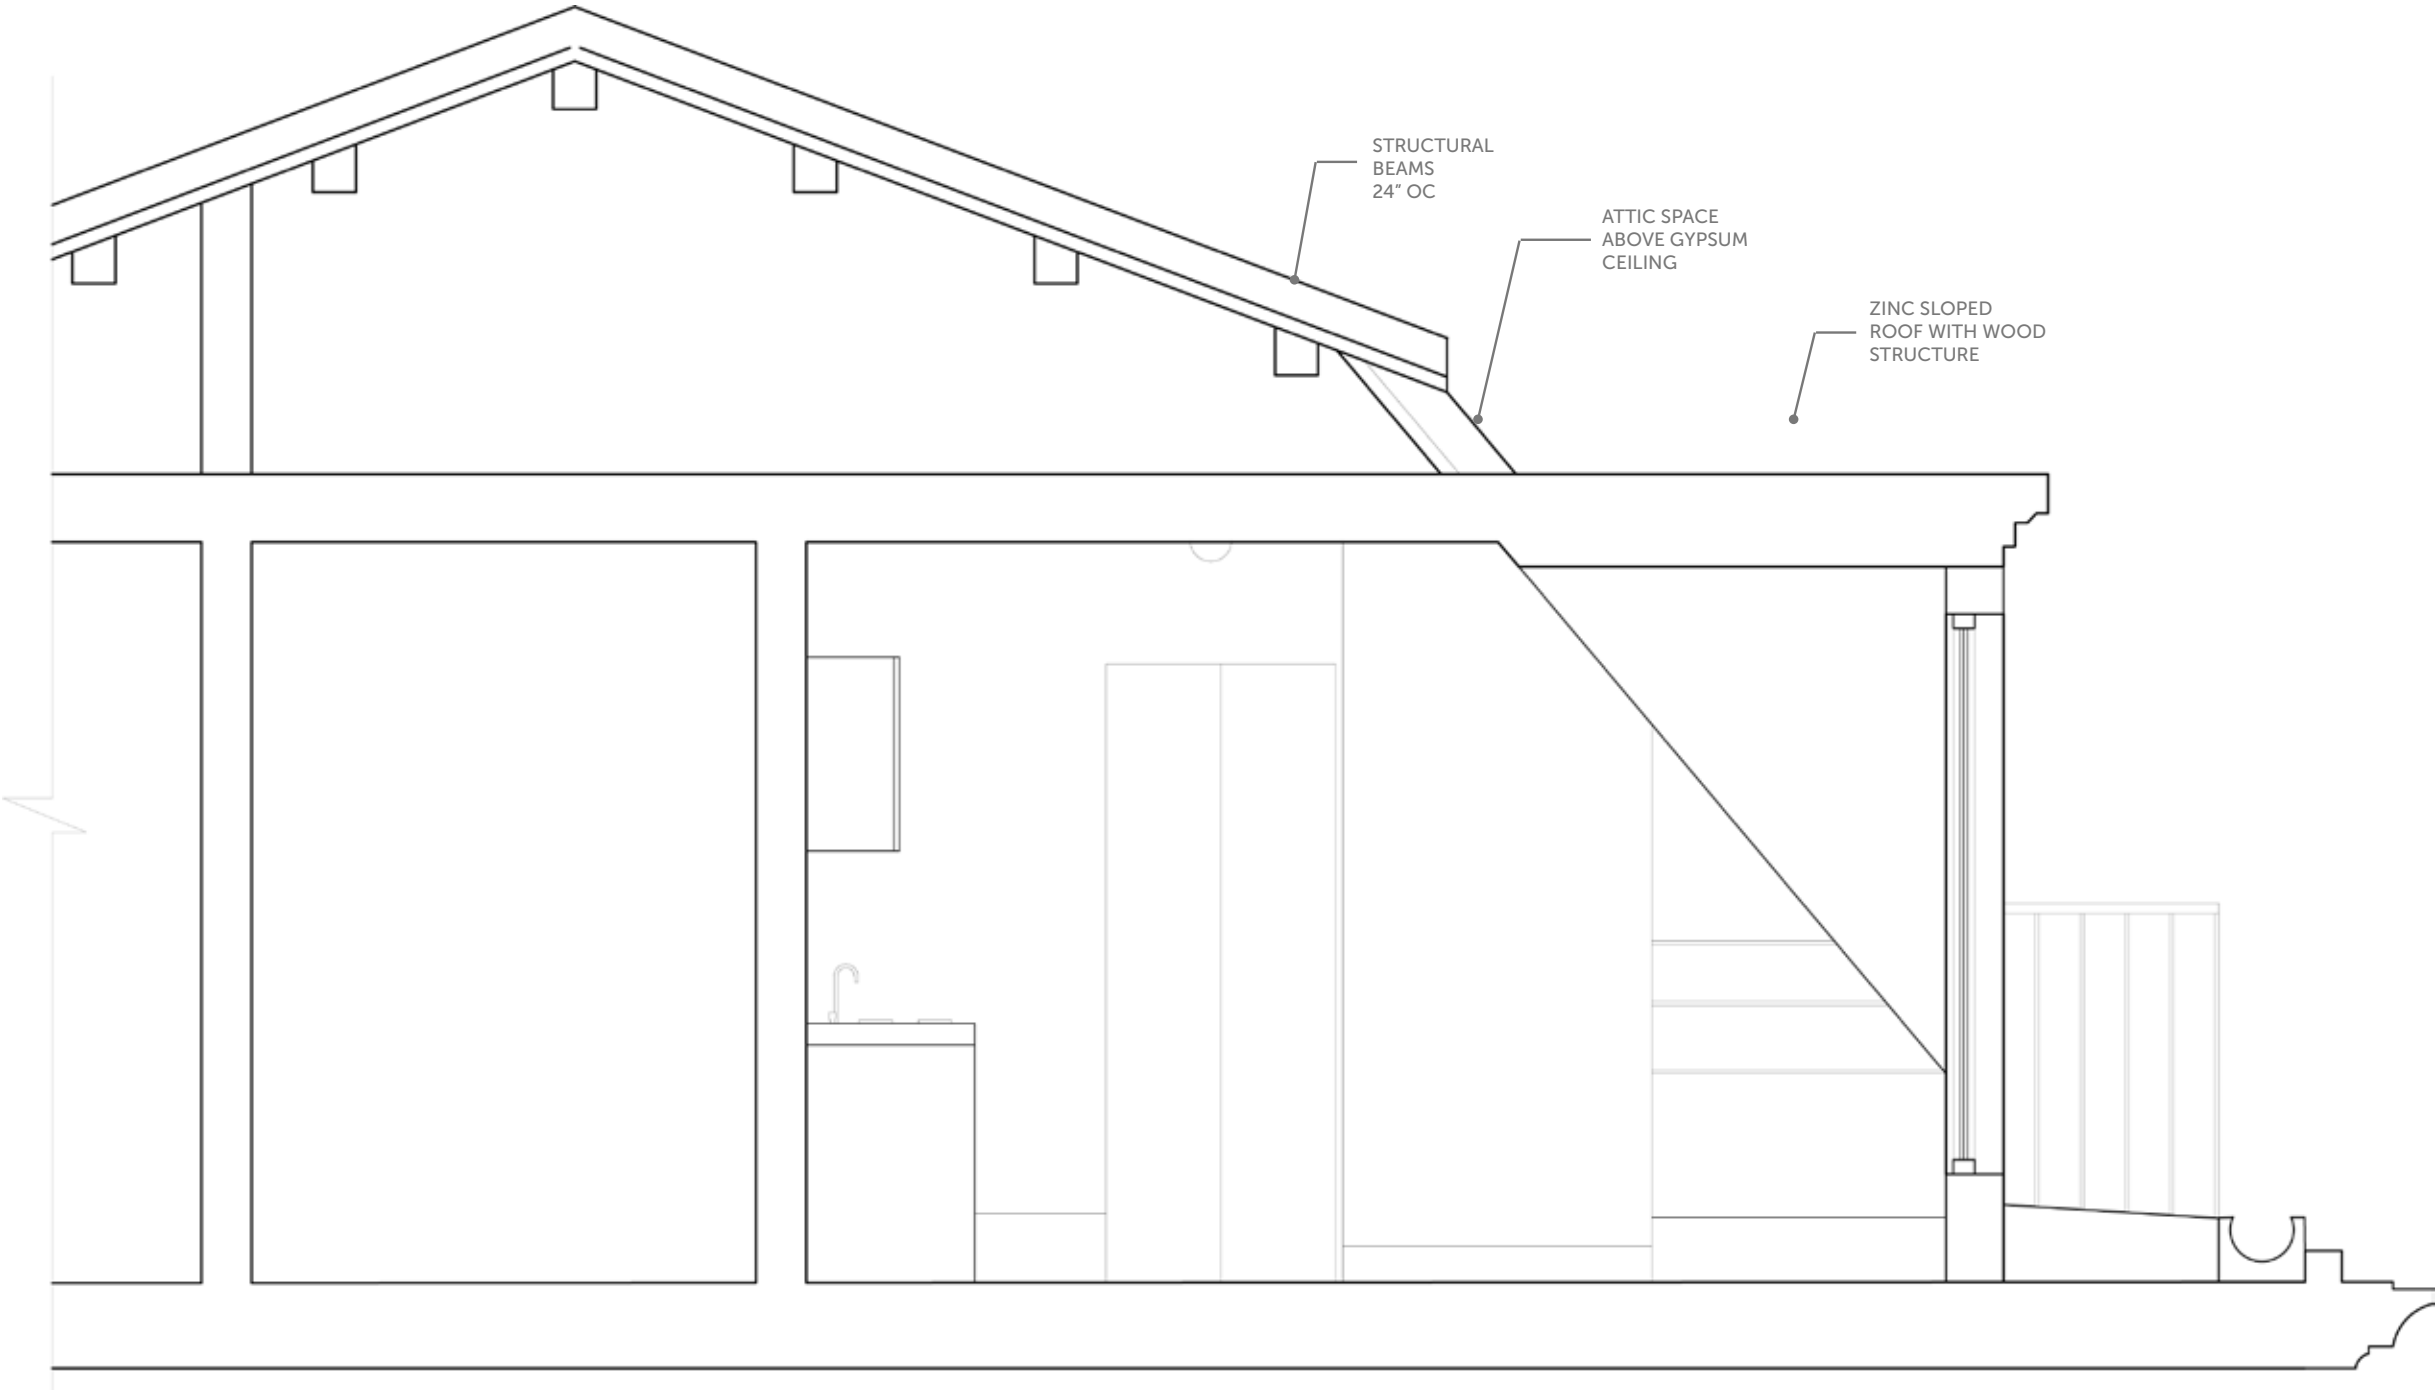 STRUCTURAL
BEAMS
24" OC
ATTIC SPACE
ABOVE GYPSUM
CEILING
ZINC SLOPED
ROOF WITH WOOD
STRUCTURE